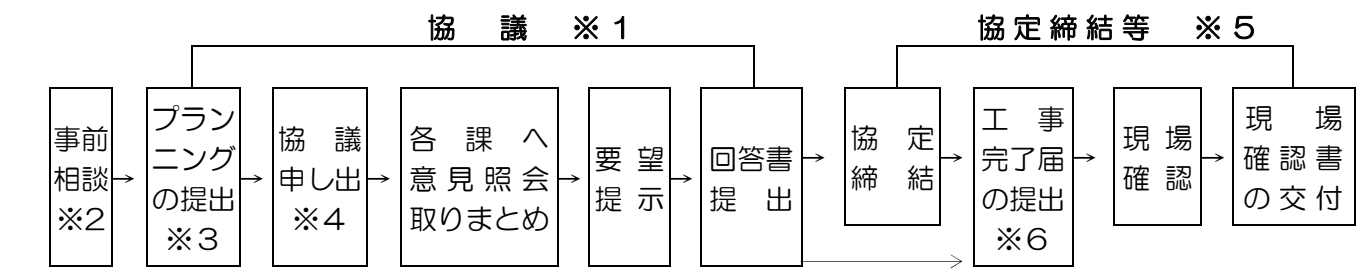 協　議　※１
協定締結等　※５
事前
相談
※2
プラン
ニング
の提出
※３
協　議
申し出
※４
各　課　へ
意見照会
取りまとめ
要　望
提　示
回答書
提　出
協　定
締　結
工　事
完了届
の提出
※６
現　場
確　認
現　場
確認書
の交付
→
→
→
→
→
→
→
→
→